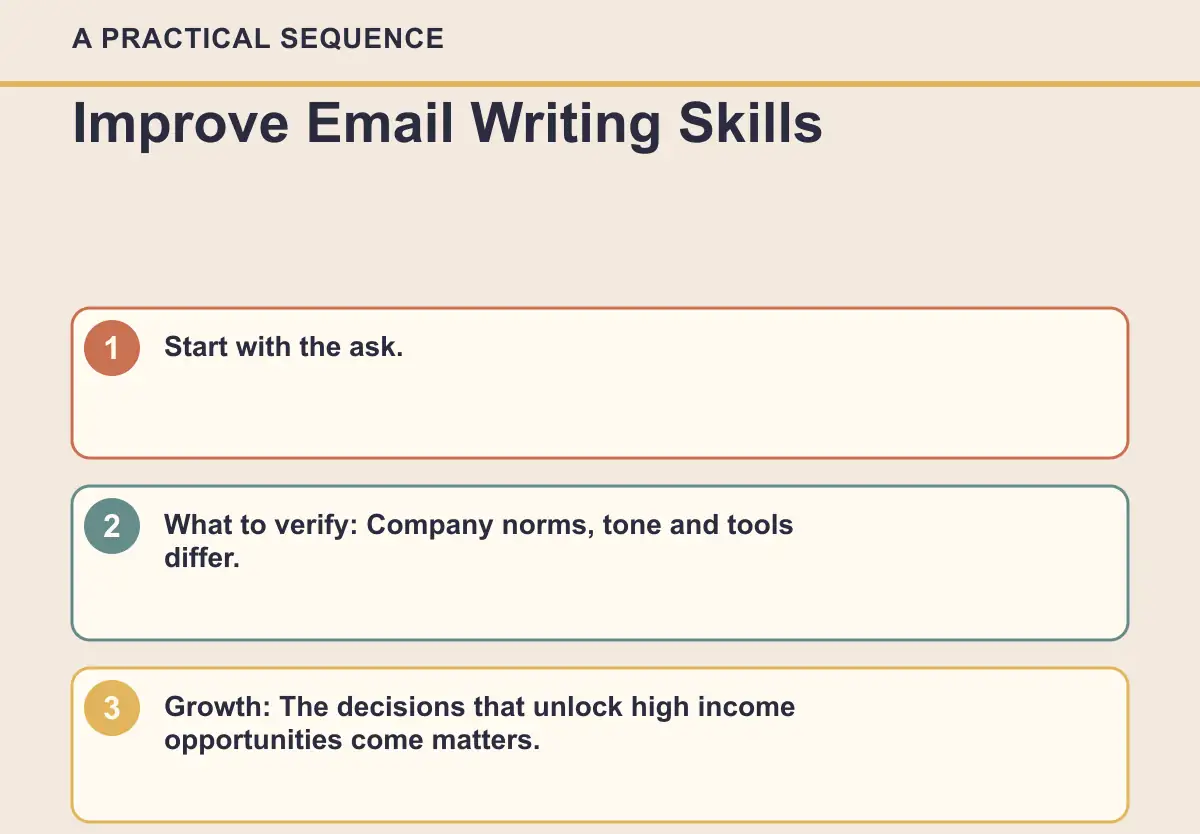 A PRACTICAL SEQUENCE
Improve Email Writing Skills
1
Start with the ask.
2
What to verify: Company norms, tone and tools
differ.
3
Growth: The decisions that unlock high income
opportunities come matters.